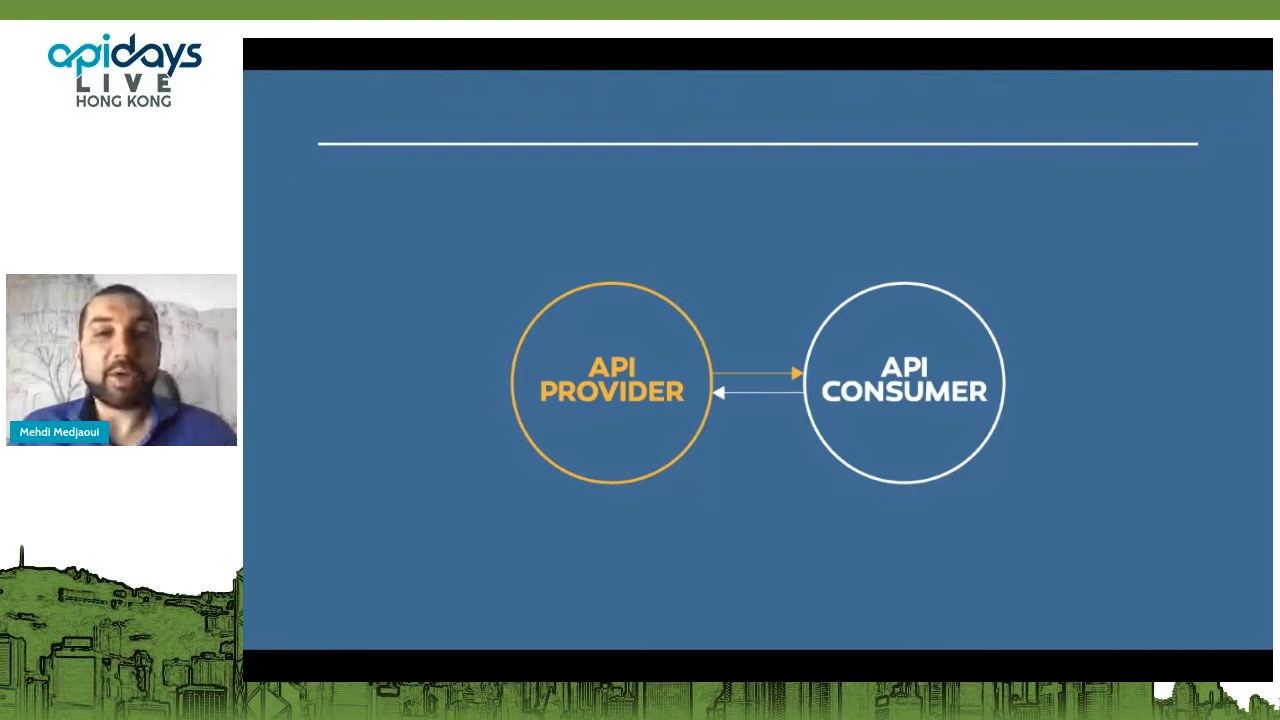 apidays
LIVE
HONG KONG
Mehdi Medjaoui
API
PROVIDER
API
CONSUMER